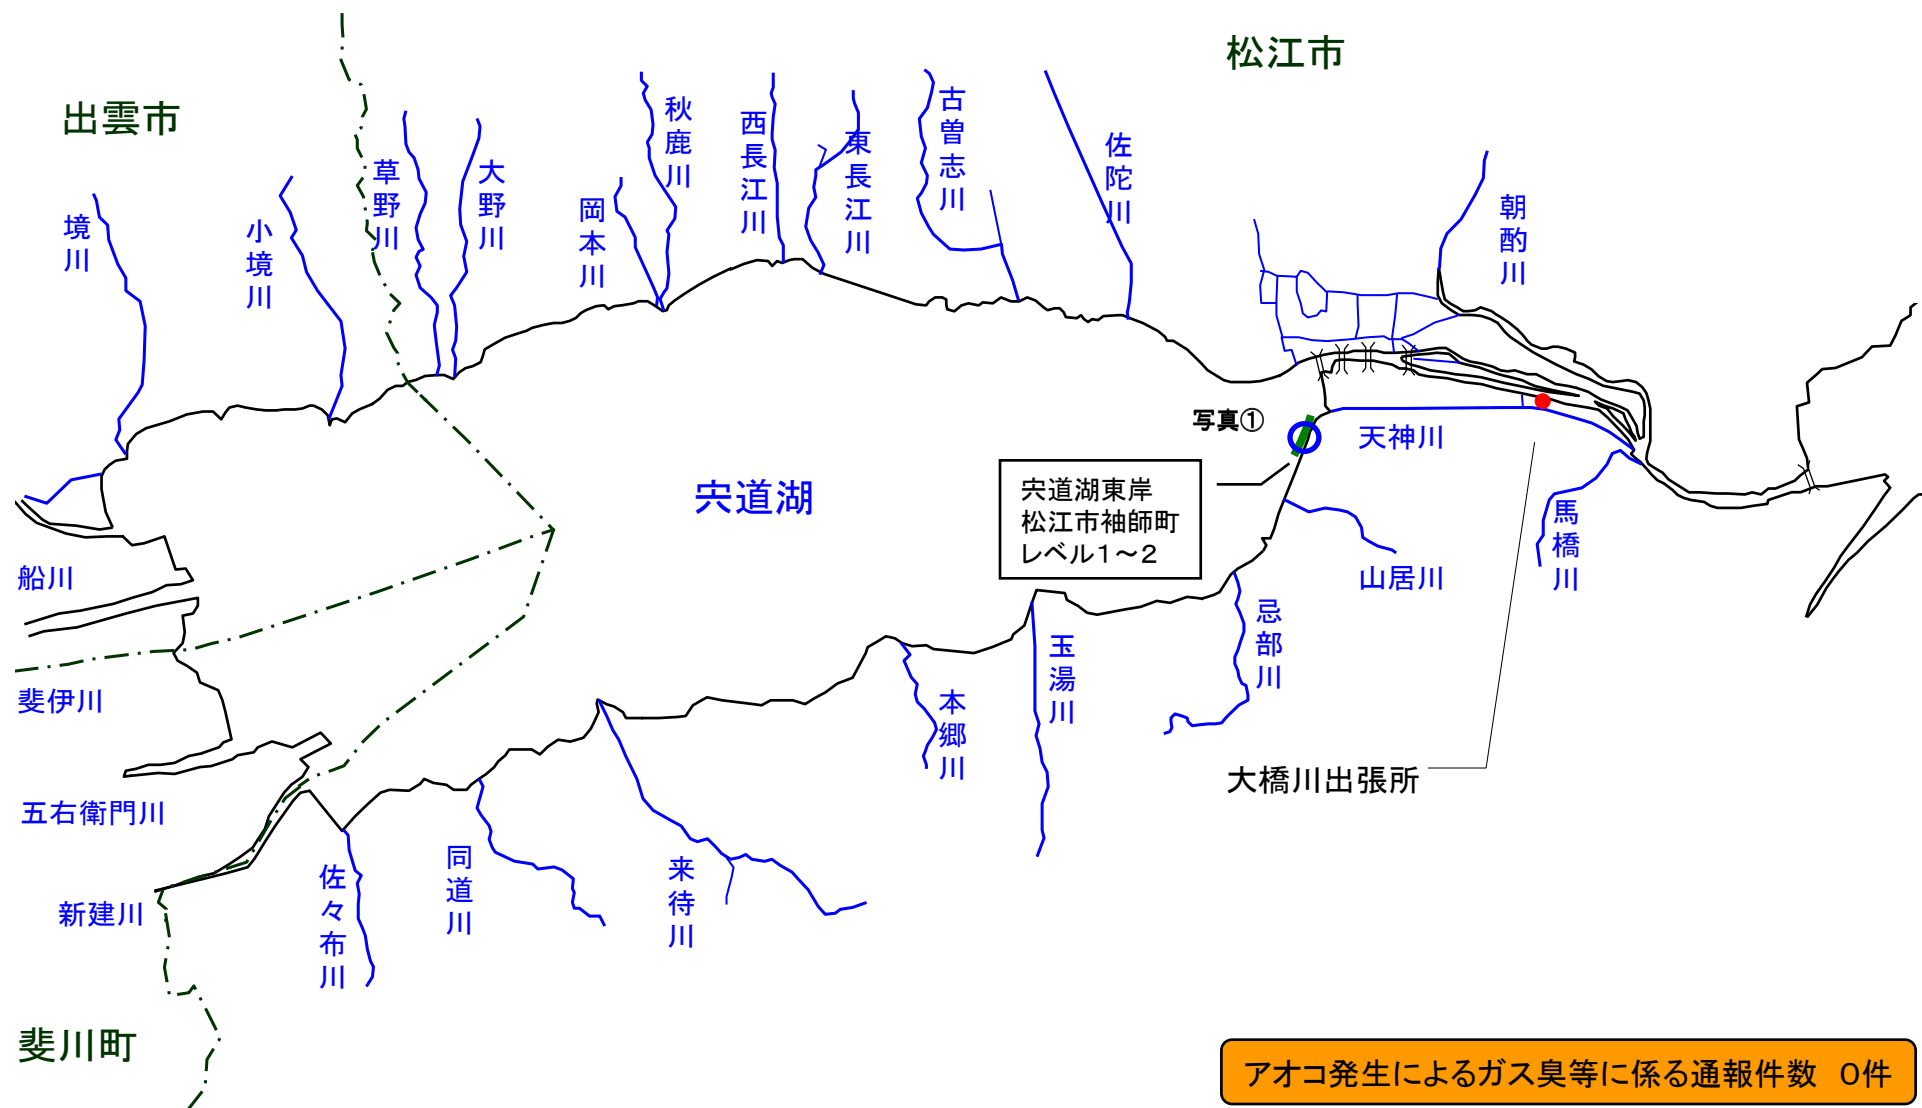 松江市
出雲市
境川
小境川
草野川
大野川
岡本川
秋鹿川
西長江川
東長江川
古曽志川
佐陀川
朝酌川
写真①
天神川
宍道湖
宍道湖東岸
松江市袖師町
レベル1～2
馬橋川
山居川
船川
忌部川
玉湯川
斐伊川
本郷川
大橋川出張所
五右衛門川
同道川
来待川
佐々布川
新建川
斐川町
アオコ発生によるガス臭等に係る通報件数　0件